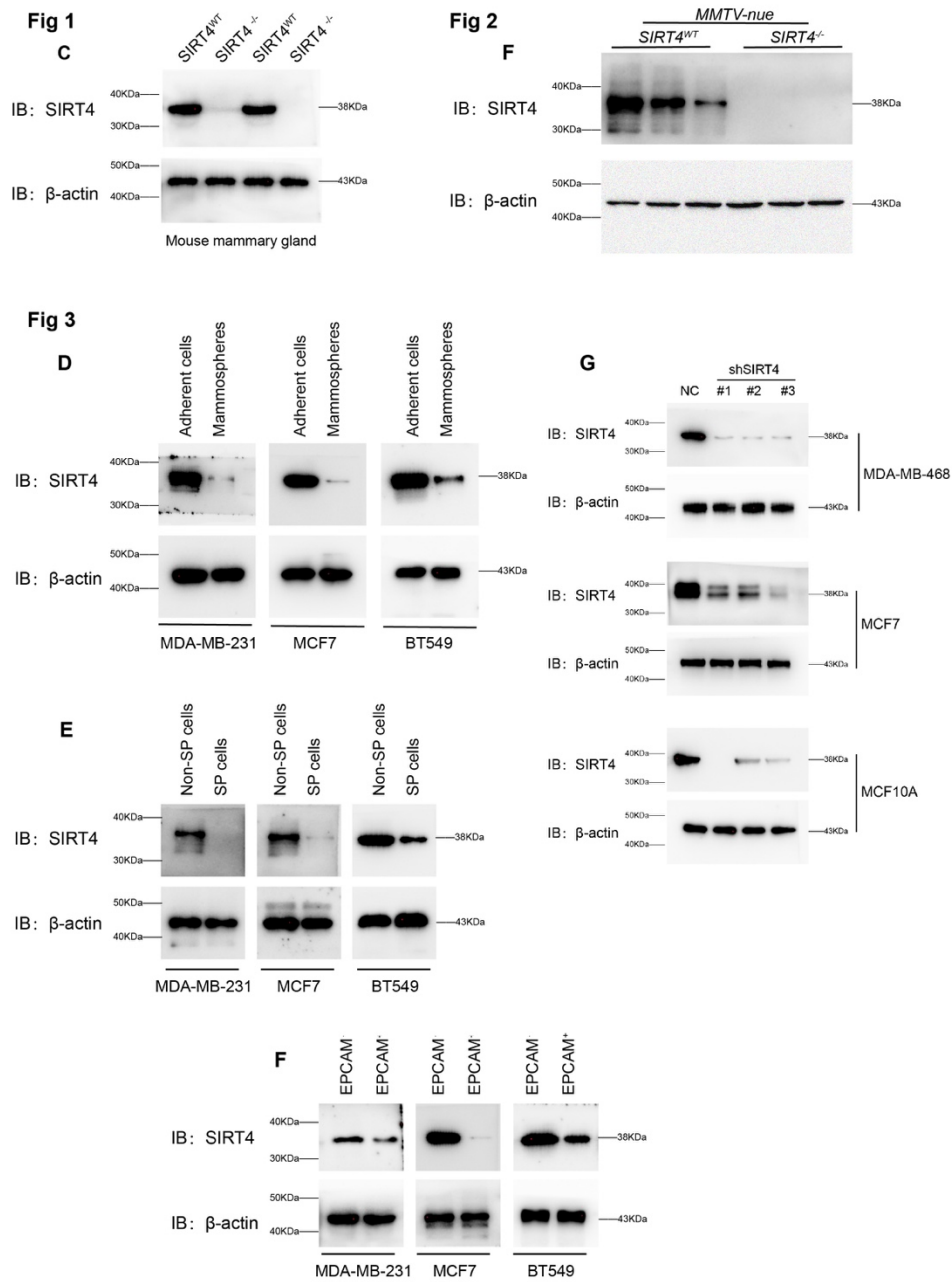 Fig 1
C
SIRT4WT SIRT4 -/- SIRT4WT SIRT4 -/-
40KDa
IB: SIRT4 38KDa
30KDa
50KDa
IB: β-actin 43KDa
40KDa
Mouse mammary gland
Fig 2
MMTV-nue
F SIRT4WT SIRT4-/-
40KDa
IB: SIRT4 38KDa
30KDa
50KDa
IB: β-actin 43KDa
40KDa
Fig 3
D
Adherent cells Mammospheres Adherent cells Mammospheres Adherent cells Mammospheres
40KDa
IB: SIRT4 38KDa
30KDa
50KDa
IB: β-actin 43KDa
40KDa
MDA-MB-231 MCF7 BT549
E
Non-SP cells SP cells Non-SP cells SP cells Non-SP cells SP cells
40KDa
IB: SIRT4 38KDa
30KDa
50KDa
IB: β-actin 43KDa
40KDa
MDA-MB-231 MCF7 BT549
G
shSIRT4
NC #1 #2 #3
40KDa
IB: SIRT4 38KDa
30KDa
MDA-MB-468
50KDa
IB: β-actin 43KDa
40KDa
40KDa
IB: SIRT4 38KDa
30KDa
MCF7
50KDa
IB: β-actin 43KDa
40KDa
40KDa
IB: SIRT4 38KDa
30KDa
MCF10A
50KDa
IB: β-actin 43KDa
40KDa
F
EPCAM EPCAM EPCAM EPCAM EPCAM EPCAM+
40KDa
IB: SIRT4 38KDa
30KDa
50KDa
IB: β-actin 43KDa
40KDa
MDA-MB-231 MCF7 BT549